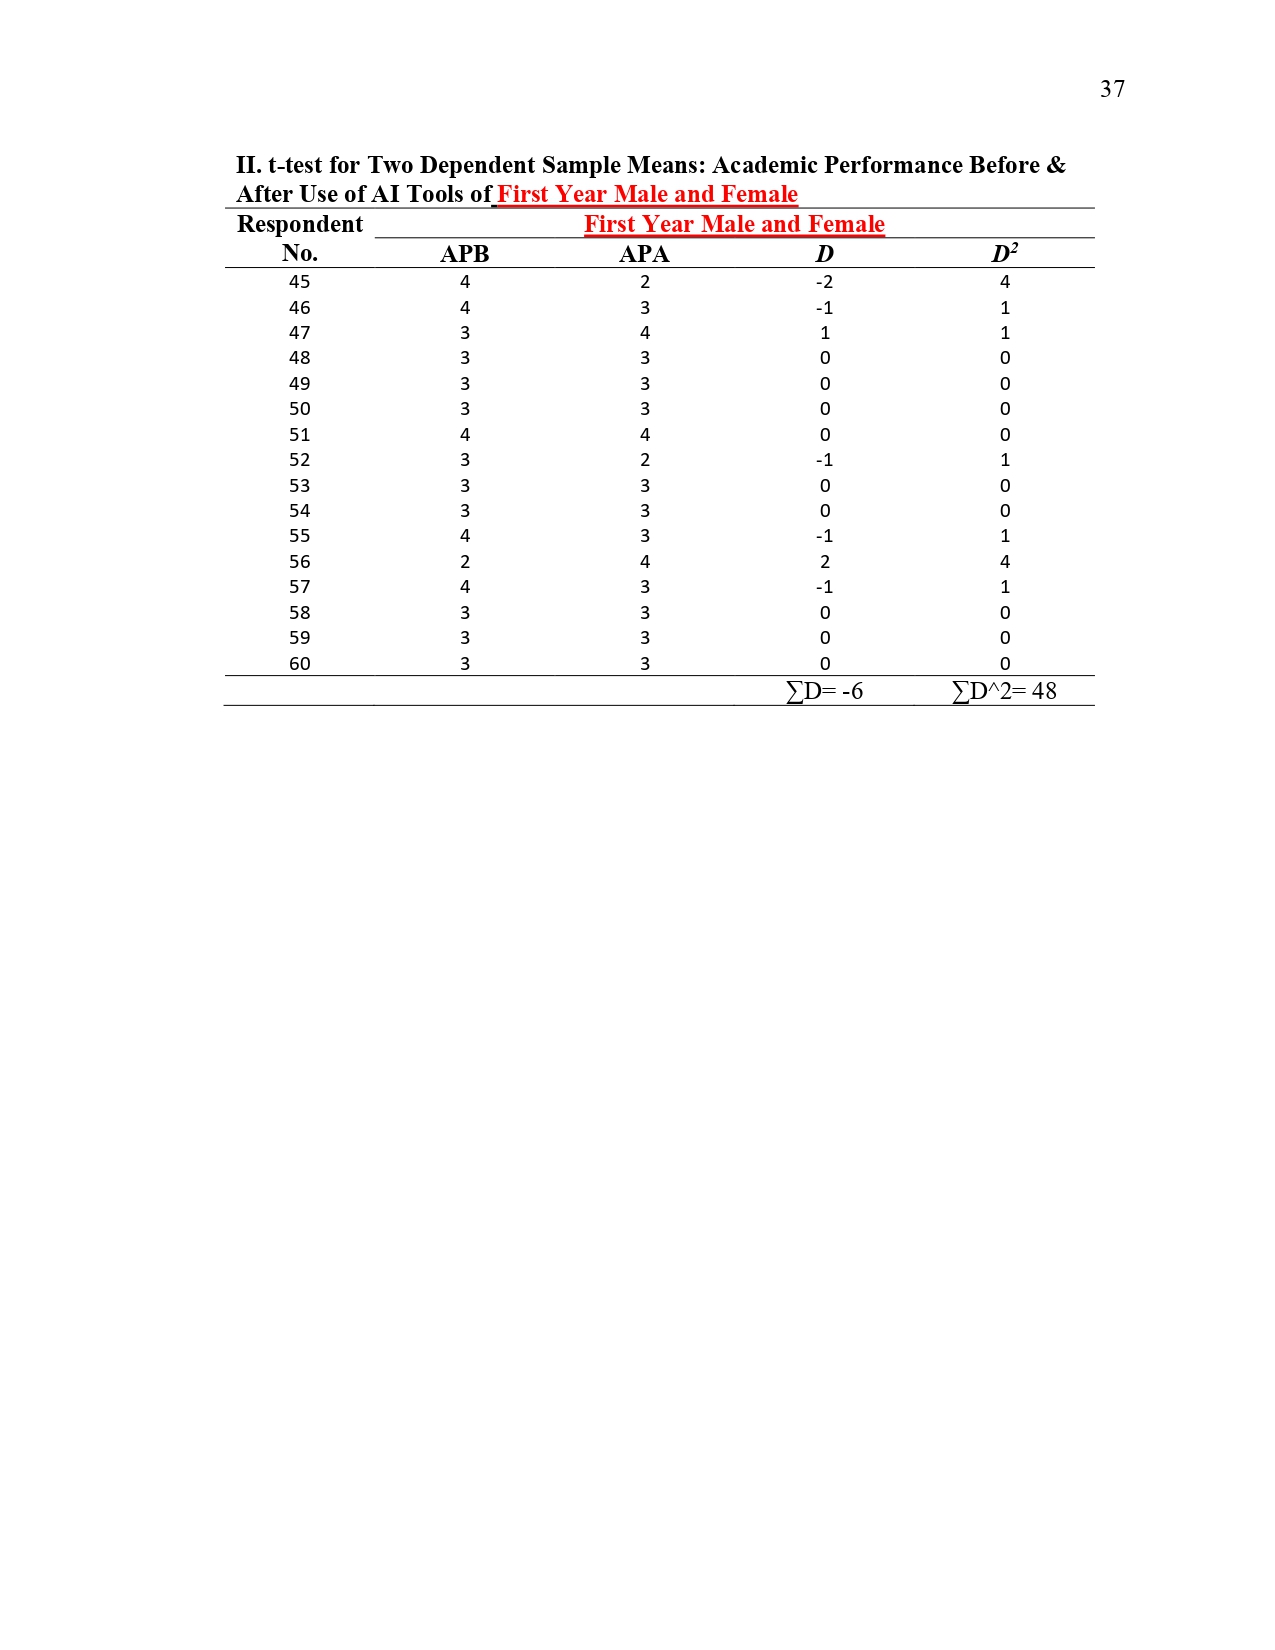 37
II. t-test for Two Dependent Sample Means: Academic Performance Before &
After Use of AI Tools of First Year Male and Female
Respondent No. First Year Male and Female
APB APA D D²
45 4 2 -2 4
46 4 3 -1 1
47 3 4 1 1
48 3 3 0 0
49 3 3 0 0
50 3 3 0 0
51 4 4 0 0
52 3 2 -1 1
53 3 3 0 0
54 3 3 0 0
55 4 3 -1 1
56 2 4 2 4
57 4 3 -1 1
58 3 3 0 0
59 3 3 0 0
60 3 3 0 0
∑D= -6 ∑D^2= 48